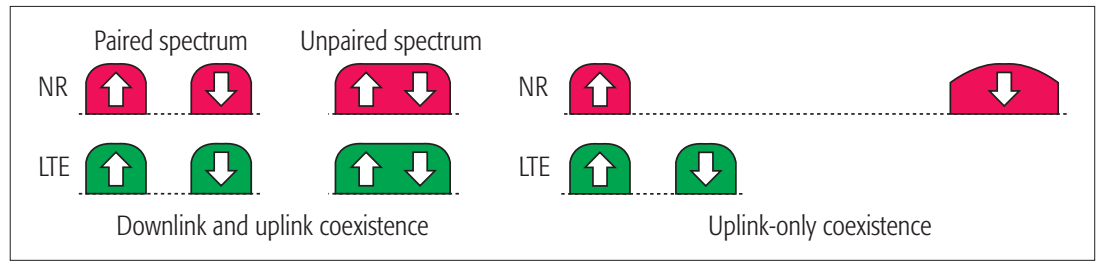 Paired spectrum Unpaired spectrum
NR NR
LTE LTE
Downlink and uplink coexistence Uplink-only coexistence